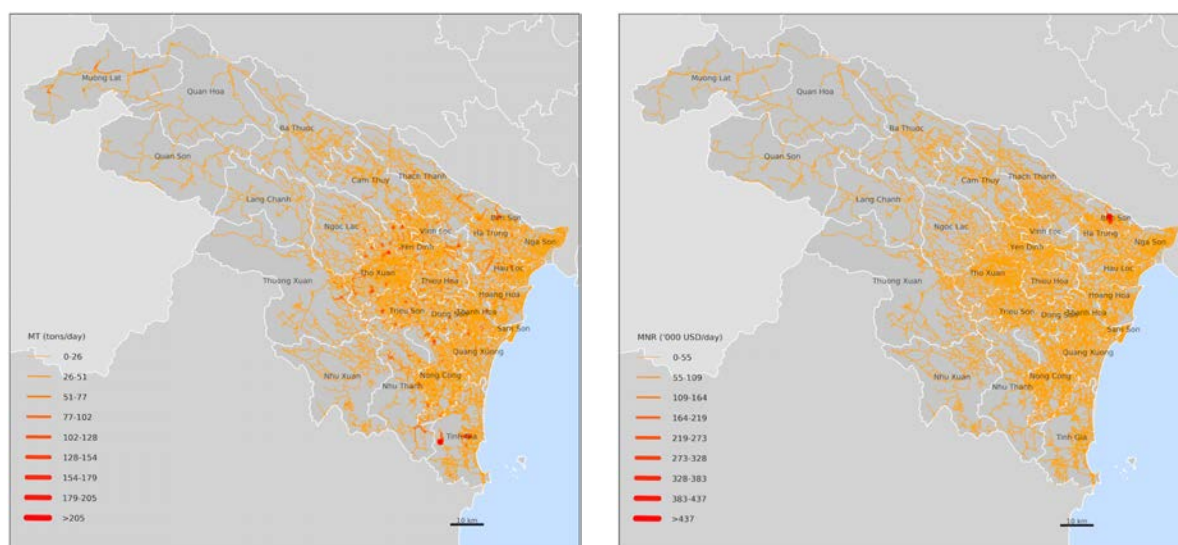 Muong Lat
Quan Hoa
Ba Thuoc
Quan Son
Cam Thuy
Thach Thanh
Lang Chanh
Ngoc Lac
Vinh Loc
Bim Son
Ha Trung
Nga Son
Yen Dinh
Tho Xuan
Thieu Hoa
Hau Loc
Thuong Xuan
Hoang Hoa
Trieu Son
Dong Son
Thanh Hoa
Sam Son
Quang Xuong
Nhu Xuan
Nhu Thanh
Nong Cong
Tinh Gia
MT (tons/day)
0-26
26-51
51-77
77-102
102-128
128-154
154-179
179-205
>205
10 km
Muong Lat
Quan Hoa
Ba Thuoc
Quan Son
Cam Thuy
Thach Thanh
Lang Chanh
Ngoc Lac
Vinh Loc
Bim Son
Ha Trung
Nga Son
Yen Dinh
Tho Xuan
Thieu Hoa
Hau Loc
Thuong Xuan
Hoang Hoa
Trieu Son
Dong Son
Thanh Hoa
Sam Son
Quang Xuong
Nhu Xuan
Nhu Thanh
Nong Cong
Tinh Gia
MNR ('000 USD/day)
0-55
55-109
109-164
164-219
219-273
273-328
328-383
383-437
>437
10 km